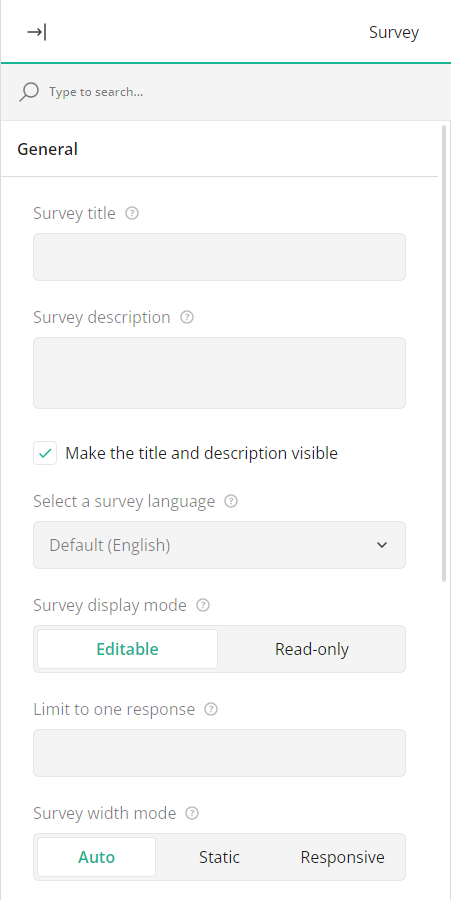 Survey
Type to search...
General
Survey title
Survey description
Make the title and description visible
Select a survey language
Default (English)
Survey display mode
Editable Read-only
Limit to one response
Survey width mode
Auto Static Responsive